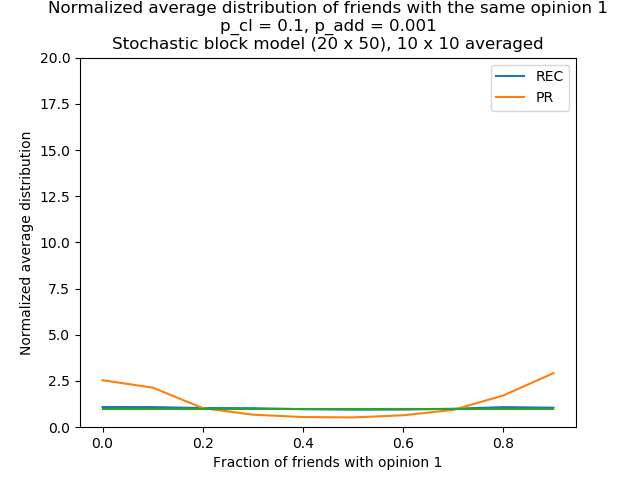 Normalized average distribution of friends with the same opinion 1
p_cl = 0.1, p_add = 0.001
Stochastic block model (20 x 50), 10 x 10 averaged
20.0
17.5
15.0
12.5
10.0
7.5
5.0
2.5
0.0
Normalized average distribution
REC
PR
0.0
0.2
0.4
0.6
0.8
Fraction of friends with opinion 1